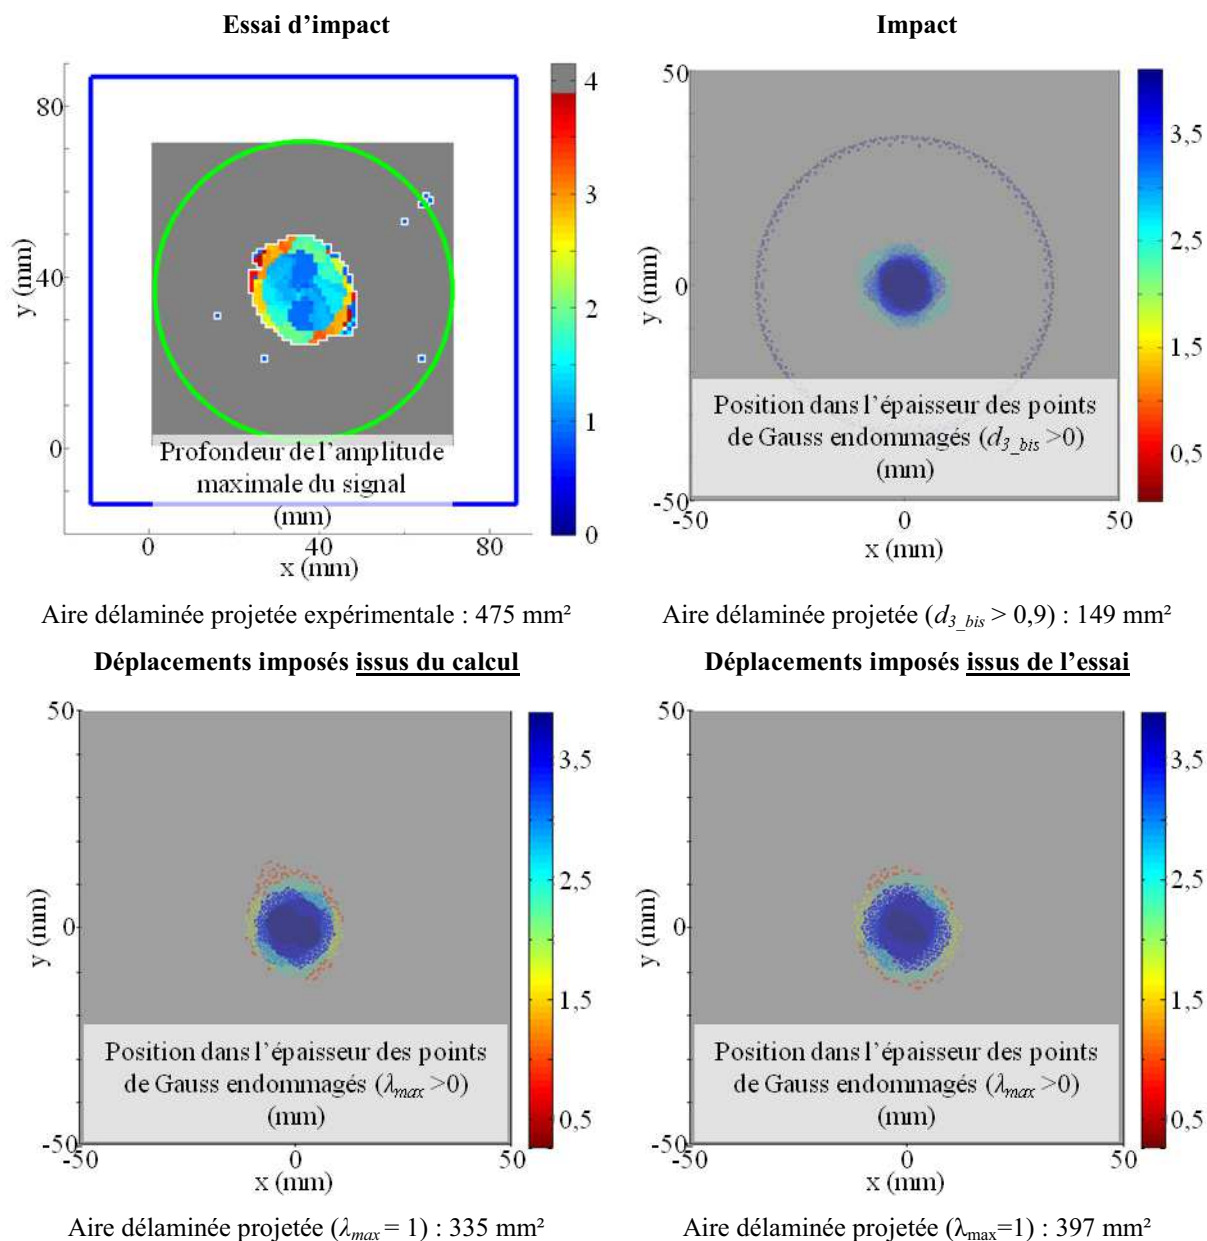 Essai d'impact
Impact
80
40
0
y (mm)
0
40
80
x (mm)
4
3
2
1
0
Profondeur de l'amplitude
maximale du signal
(mm)
50
0
-50
y (mm)
-50
0
50
x (mm)
3,5
2,5
1,5
0,5
Position dans l'épaisseur des points
de Gauss endommagés (d3_bis >0)
(mm)
Aire délaminée projetée expérimentale : 475 mm²
Aire délaminée projetée (d3_bis > 0,9) : 149 mm²
Déplacements imposés issus du calcul
Déplacements imposés issus de l'essai
50
0
-50
y (mm)
-50
0
50
x (mm)
3,5
2,5
1,5
0,5
Position dans l'épaisseur des points
de Gauss endommagés (λmax >0)
(mm)
50
0
-50
y (mm)
-50
0
50
x (mm)
3,5
2,5
1,5
0,5
Position dans l'épaisseur des points
de Gauss endommagés (λmax >0)
(mm)
Aire délaminée projetée (λmax = 1) : 335 mm²
Aire délaminée projetée (λmax=1) : 397 mm²